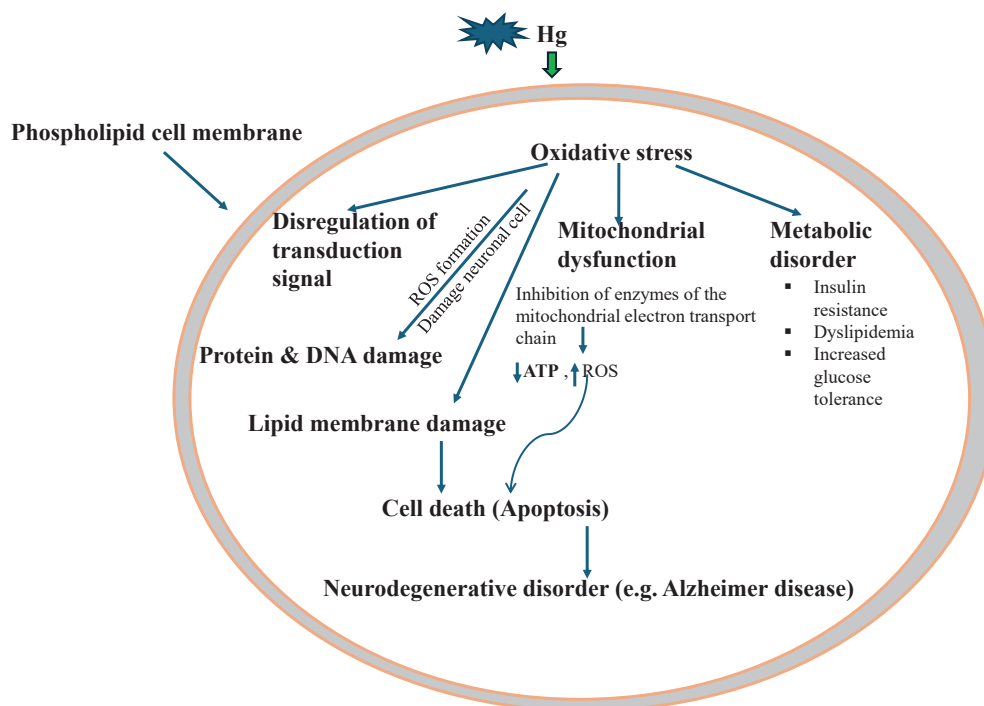 Hg
Phospholipid cell membrane
Oxidative stress
Disregulation of
transduction
signal
ROS formation
Damage neuronal cell
Mitochondrial
dysfunction
Inhibition of enzymes of the
mitochondrial electron transport
chain
ATP , ROS
Metabolic
disorder
▪ Insulin
resistance
▪ Dyslipidemia
▪ Increased
glucose
tolerance
Protein & DNA damage
Lipid membrane damage
Cell death (Apoptosis)
Neurodegenerative disorder (e.g. Alzheimer disease)